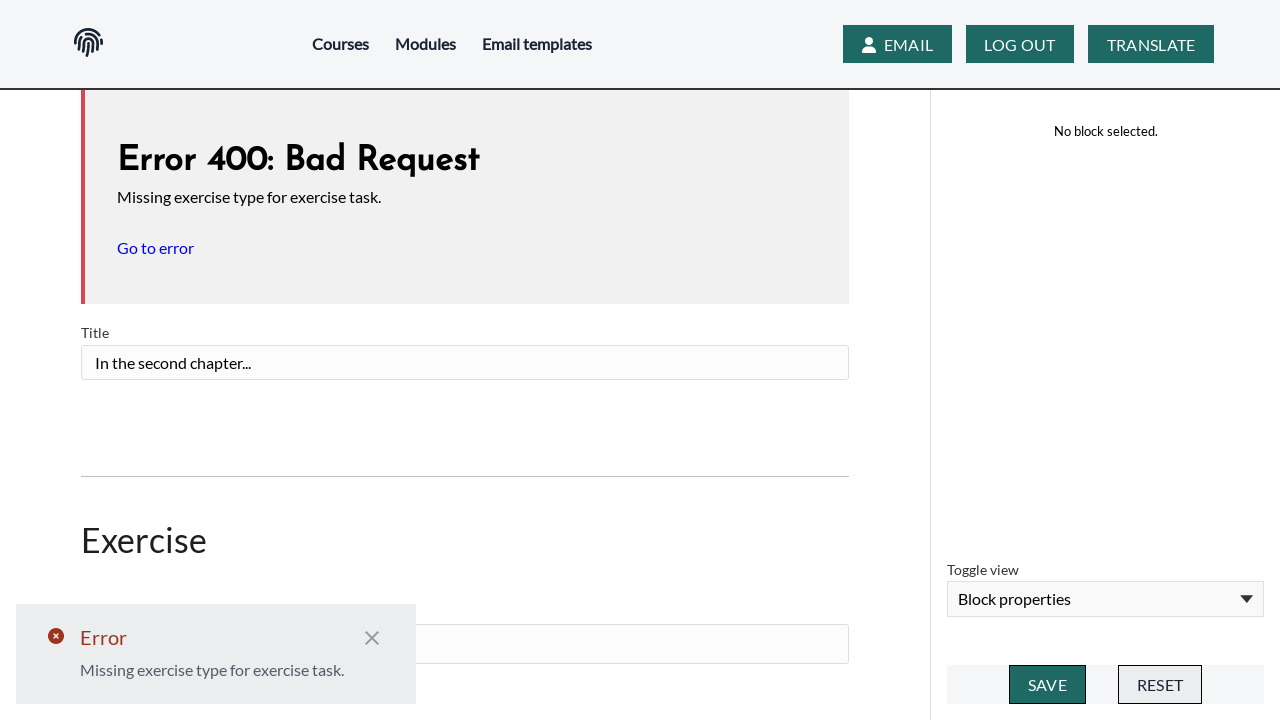 Courses
Modules
Email templates
EMAIL
LOG OUT
TRANSLATE
Error 400: Bad Request
Missing exercise type for exercise task.
Go to error
Title
In the second chapter...
Exercise
Error
Missing exercise type for exercise task.
No block selected.
Toggle view
Block properties
SAVE
RESET